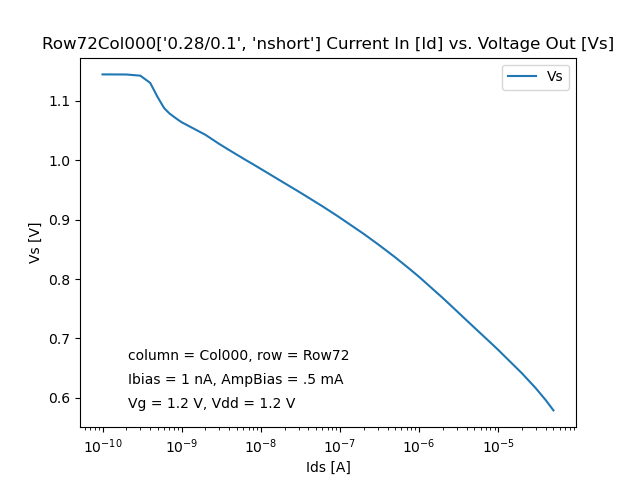 Row72Col000['0.28/0.1', 'nshort'] Current In [Id] vs. Voltage Out [Vs]
Vs
1.1
1.0
0.9
0.8
0.7
0.6
Vs [V]
column = Col000, row = Row72
Ibias = 1 nA, AmpBias = .5 mA
Vg = 1.2 V, Vdd = 1.2 V
10⁻¹⁰ 10⁻⁹ 10⁻⁸ 10⁻⁷ 10⁻⁶ 10⁻⁵
Ids [A]